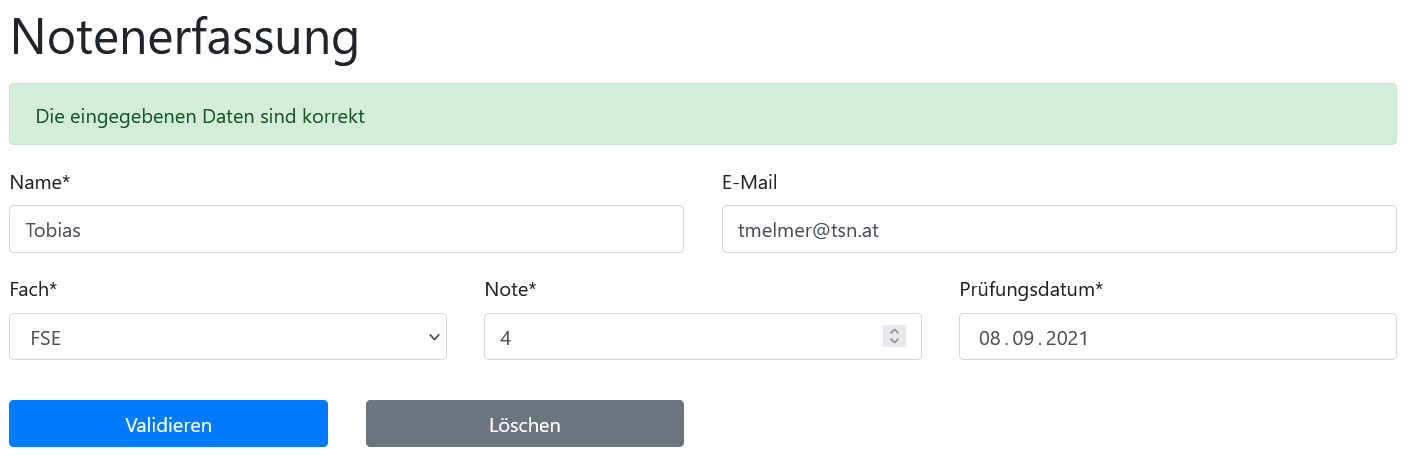 Notenerfassung
Die eingegebenen Daten sind korrekt
Name* E-Mail
Tobias tmelmer@tsn.at
Fach* Note* Prüfungsdatum*
FSE 4 08.09.2021
Validieren Löschen